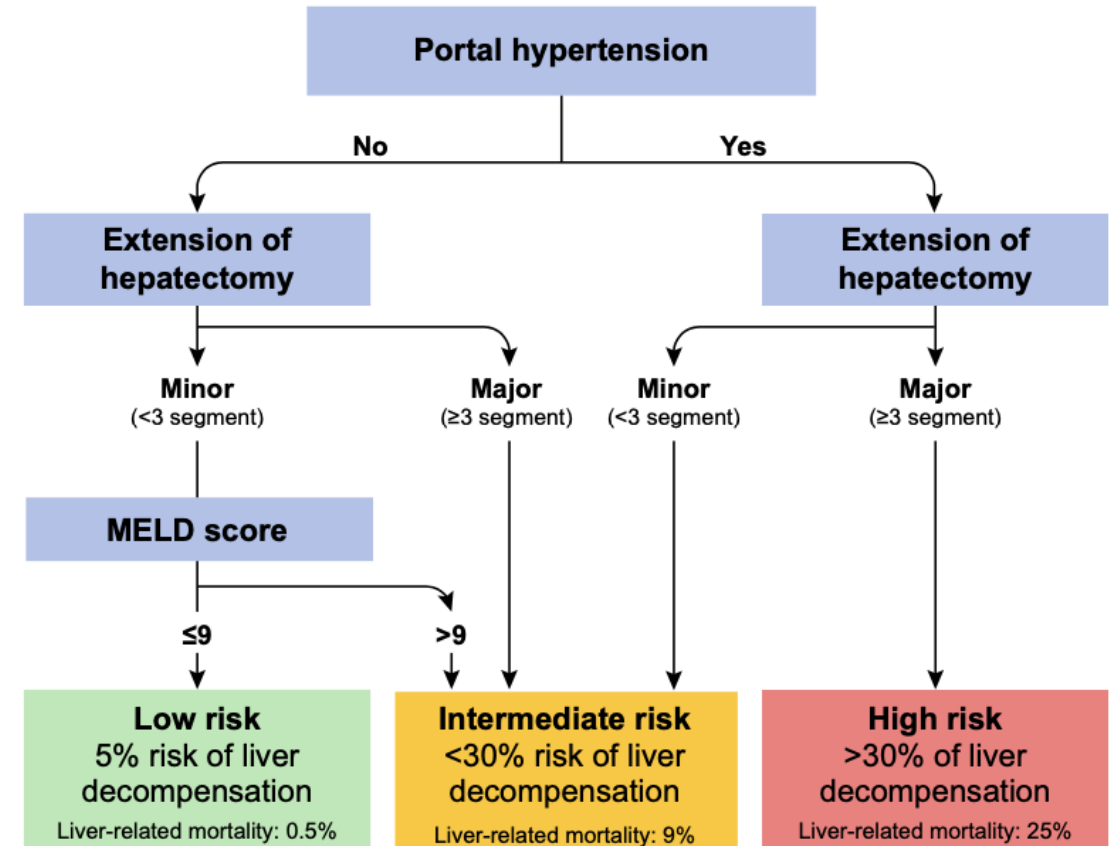 Portal hypertension
No
Yes
Extension of
hepatectomy
Extension of
hepatectomy
Minor
(<3 segment)
Major
(≥3 segment)
Minor
(<3 segment)
Major
(≥3 segment)
MELD score
≤9
>9
Low risk
5% risk of liver
decompensation
Liver-related mortality: 0.5%
Intermediate risk
<30% risk of liver
decompensation
Liver-related mortality: 9%
High risk
>30% of liver
decompensation
Liver-related mortality: 25%